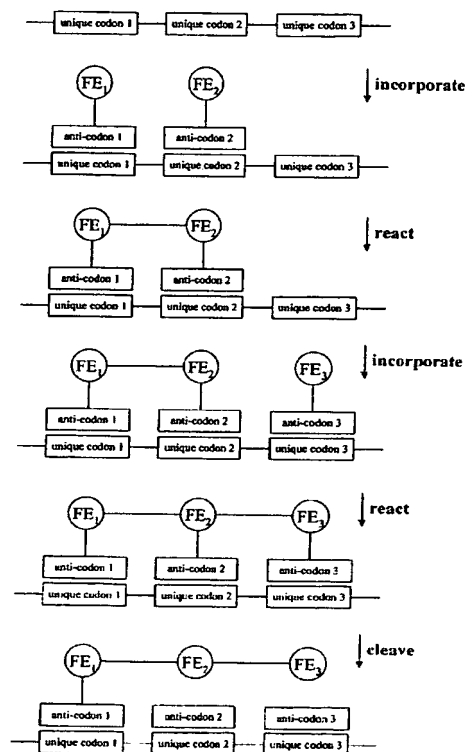 unique codon 1 unique codon 2 unique codon 3
incorporate
FE1 FE2
anti-codon 1 anti-codon 2
unique codon 1 unique codon 2 unique codon 3
react
FE1 FE2
anti-codon 1 anti-codon 2
unique codon 1 unique codon 2 unique codon 3
incorporate
FE1 FE2 FE3
anti-codon 1 anti-codon 2 anti-codon 3
unique codon 1 unique codon 2 unique codon 3
react
FE1 FE2 FE3
anti-codon 1 anti-codon 2 anti-codon 3
unique codon 1 unique codon 2 unique codon 3
cleave
FE1 FE2 FE3
anti-codon 1 anti-codon 2 anti-codon 3
unique codon 1 unique codon 2 unique codon 3